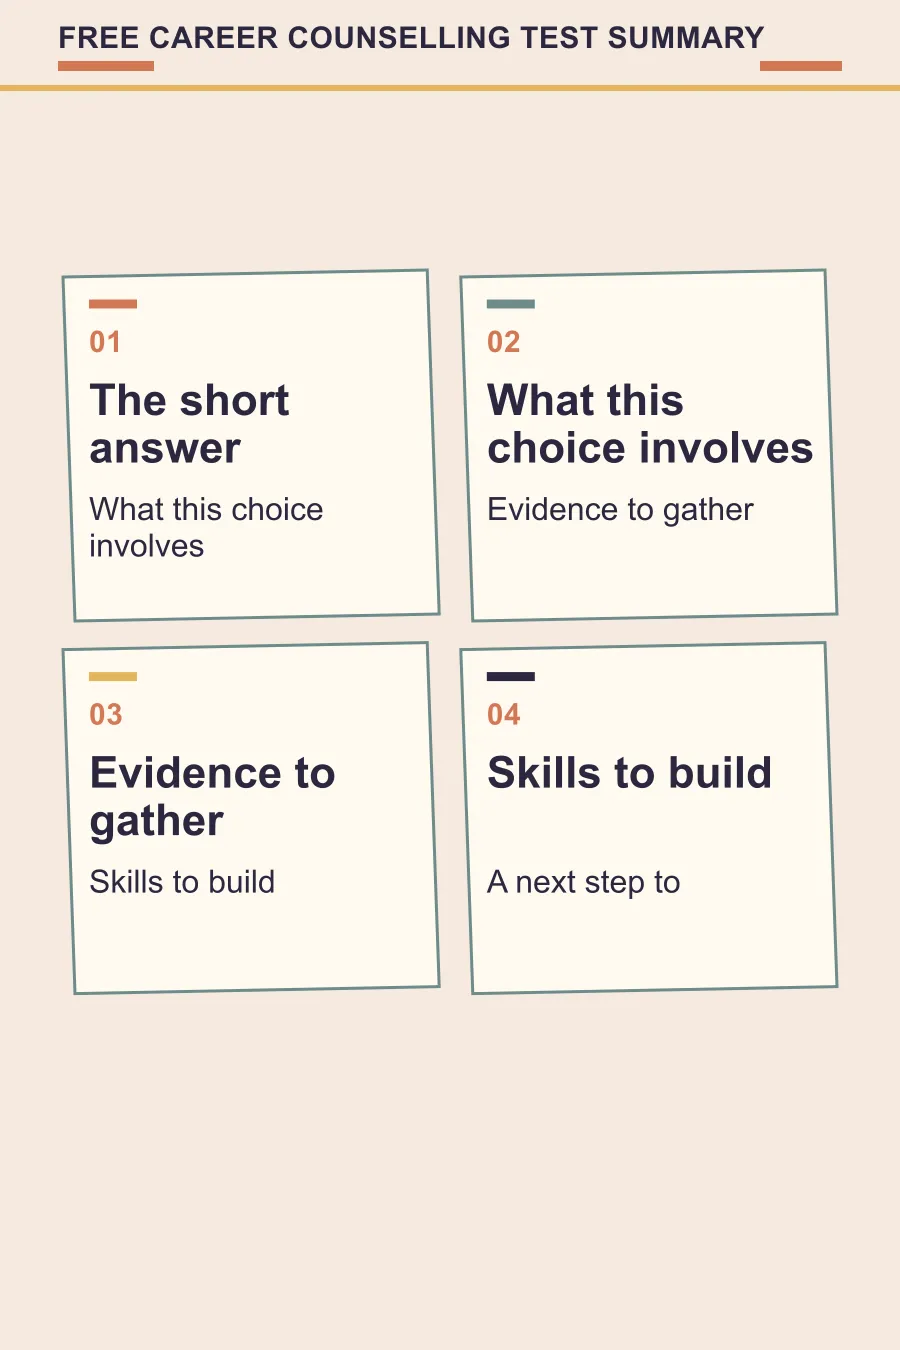 FREE CAREER COUNSELLING TEST SUMMARY
01
The short
answer
What this choice
involves
02
What this
choice involves
Evidence to gather
03
Evidence to
gather
Skills to build
04
Skills to build
A next step to